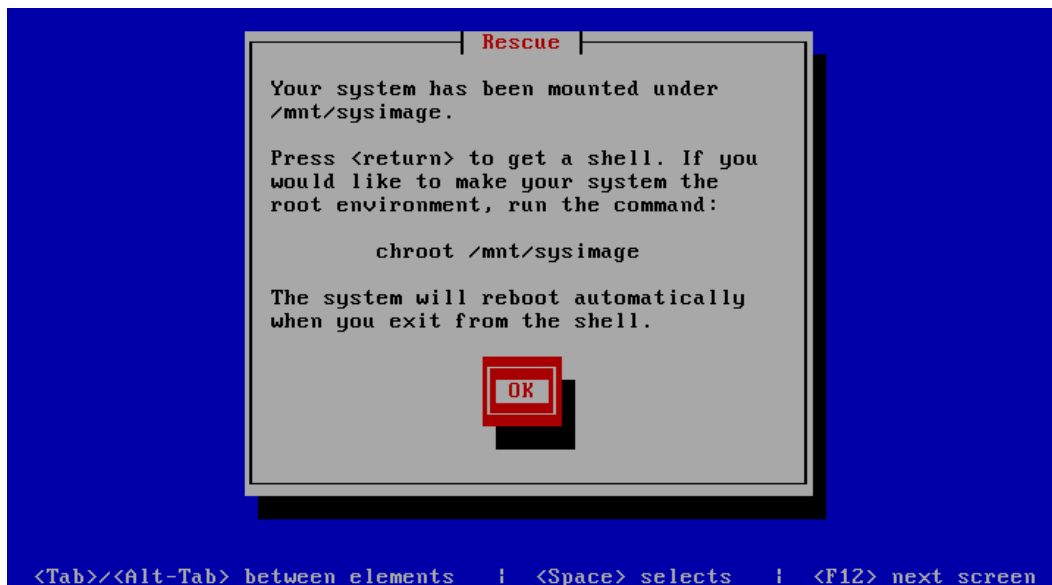 Rescue
Your system has been mounted under
/mnt/sysimage.
Press <return> to get a shell. If you
would like to make your system the
root environment, run the command:
chroot /mnt/sysimage
The system will reboot automatically
when you exit from the shell.
OK
<Tab>/<Alt-Tab> between elements | <Space> selects | <F12> next screen